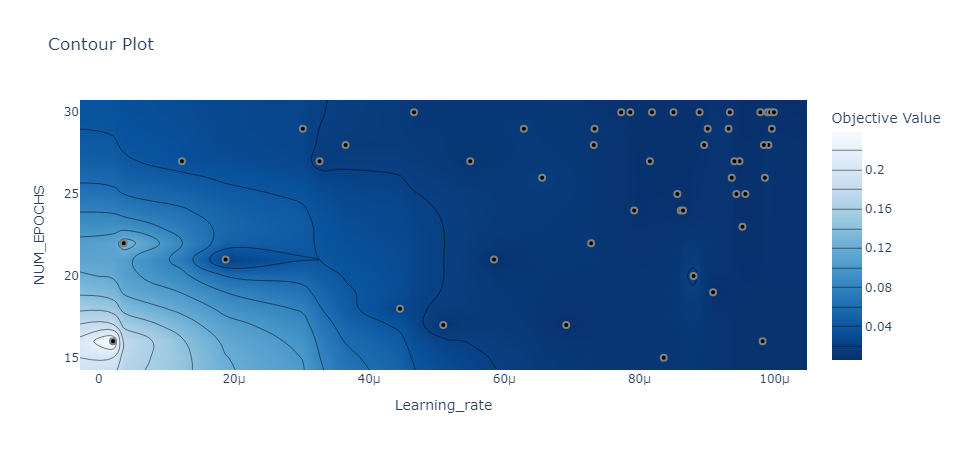 Contour Plot
Objective Value
NUM_EPOCHS
30
25
20
15
0
20μ
40μ
60μ
80μ
100μ
Learning_rate
0.2
0.16
0.12
0.08
0.04